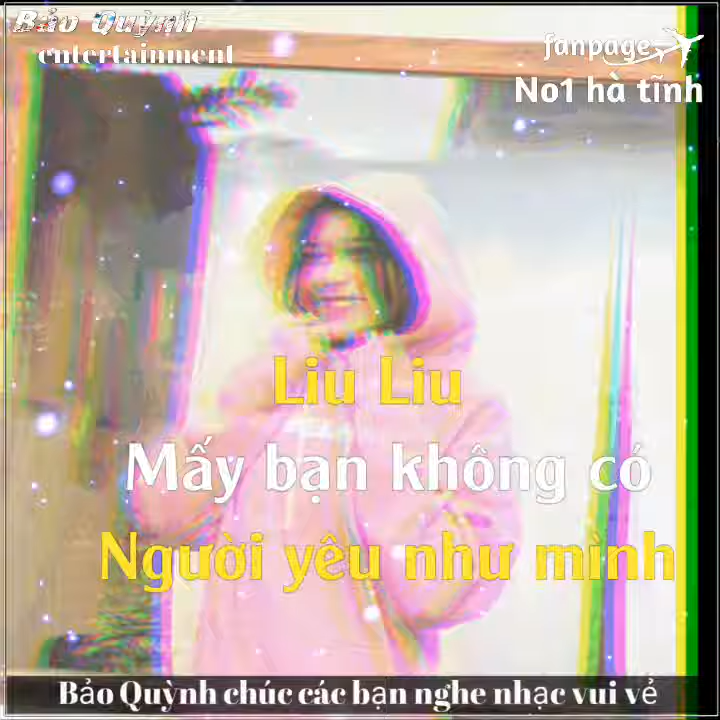 Bảo Quỳnh
entertainment
fanpage
No1 hà tĩnh
Liu Liu
Mấy bạn không có
Người yêu như mình
Bảo Quỳnh chúc các bạn nghe nhạc vui vẻ